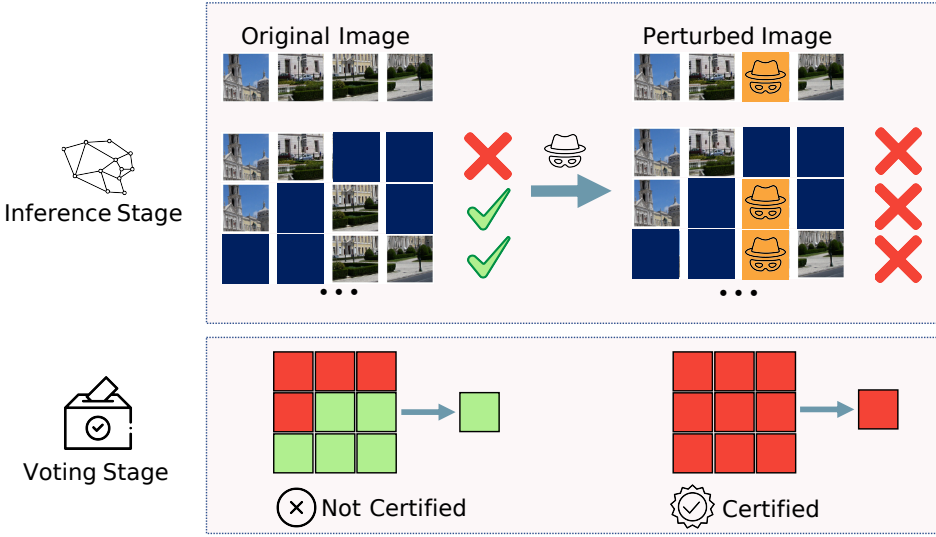 Original Image
Perturbed Image
Inference Stage
• • •
• • •
Voting Stage
Not Certified
Certified